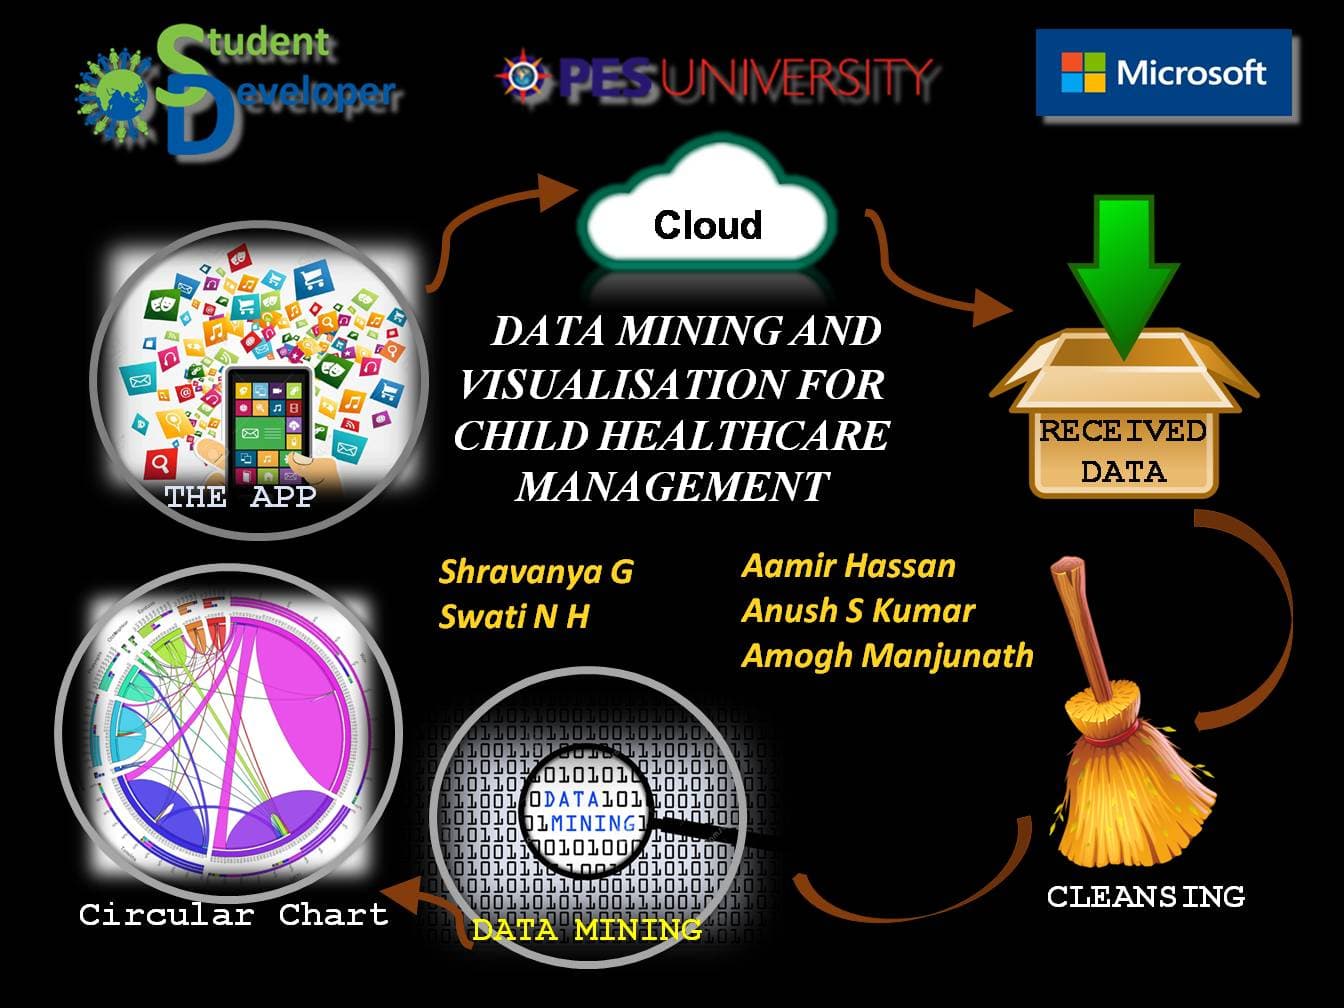 Student
Developer
PES UNIVERSITY
Microsoft
Cloud
DATA MINING AND
VISUALISATION FOR
CHILD HEALTHCARE
MANAGEMENT
RECEIVED
DATA
THE APP
Shravanya G
Swati N H
Aamir Hassan
Anush S Kumar
Amogh Manjunath
DATA
MINING
CLEANSING
Circular Chart
DATA MINING